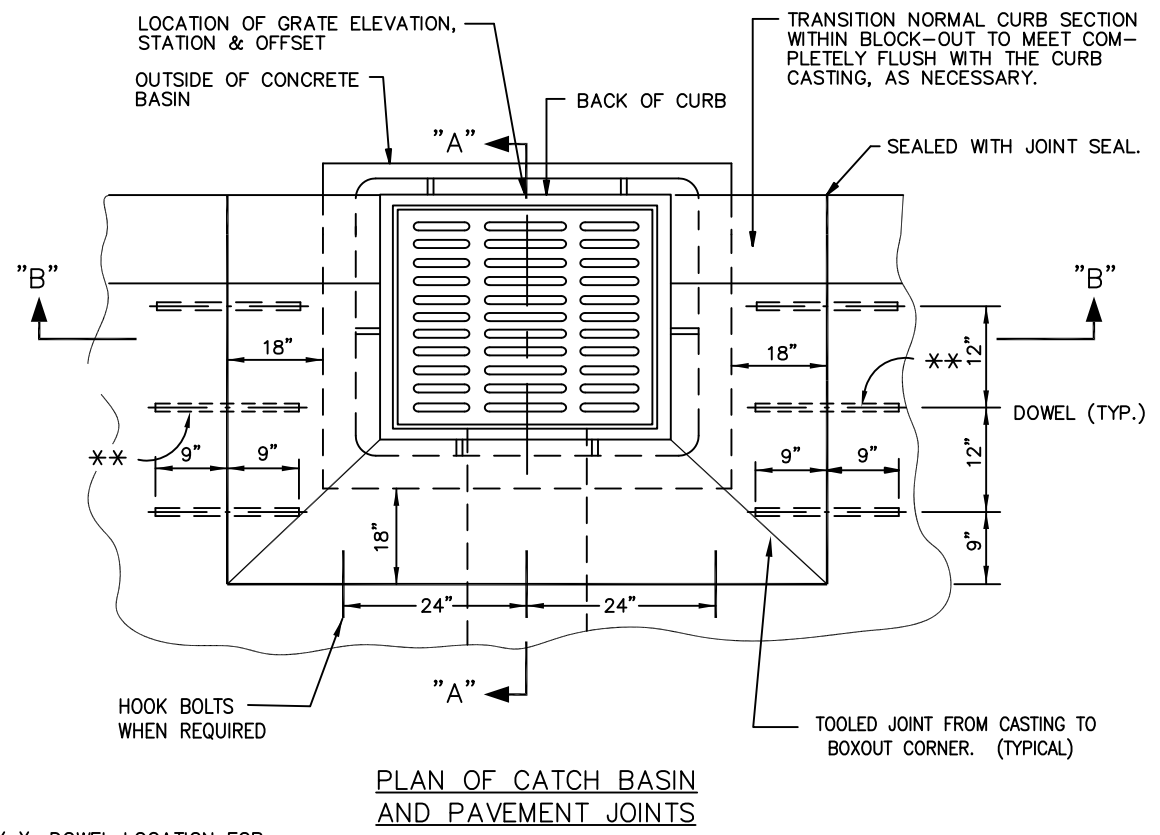 LOCATION OF GRATE ELEVATION,
STATION & OFFSET
OUTSIDE OF CONCRETE
BASIN
BACK OF CURB
TRANSITION NORMAL CURB SECTION
WITHIN BLOCK-OUT TO MEET COM-
PLETELY FLUSH WITH THE CURB
CASTING, AS NECESSARY.
SEALED WITH JOINT SEAL.
"A"
"B"
"B"
18"
18"
**
12"
DOWEL (TYP.)
**
9"
9"
9"
9"
12"
18"
9"
24"
24"
"A"
HOOK BOLTS
WHEN REQUIRED
TOOLED JOINT FROM CASTING TO
BOXOUT CORNER. (TYPICAL)
PLAN OF CATCH BASIN
AND PAVEMENT JOINTS
DOWEL LOCATION FOR